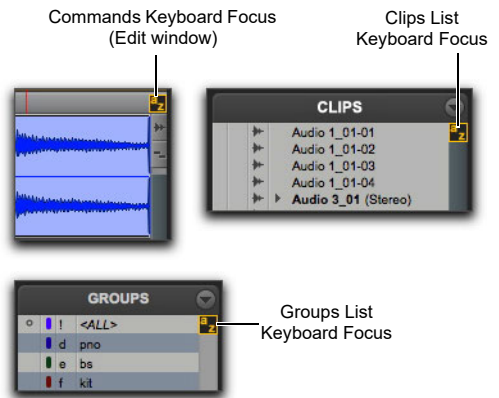 Commands Keyboard Focus
(Edit window)
Clips List
Keyboard Focus
a z
CLIPS
a z
Audio 1_01-01
Audio 1_01-02
Audio 1_01-03
Audio 1_01-04
Audio 3_01 (Stereo)
GROUPS
! <ALL>
a z
d pno
e bs
f kit
Groups List
Keyboard Focus